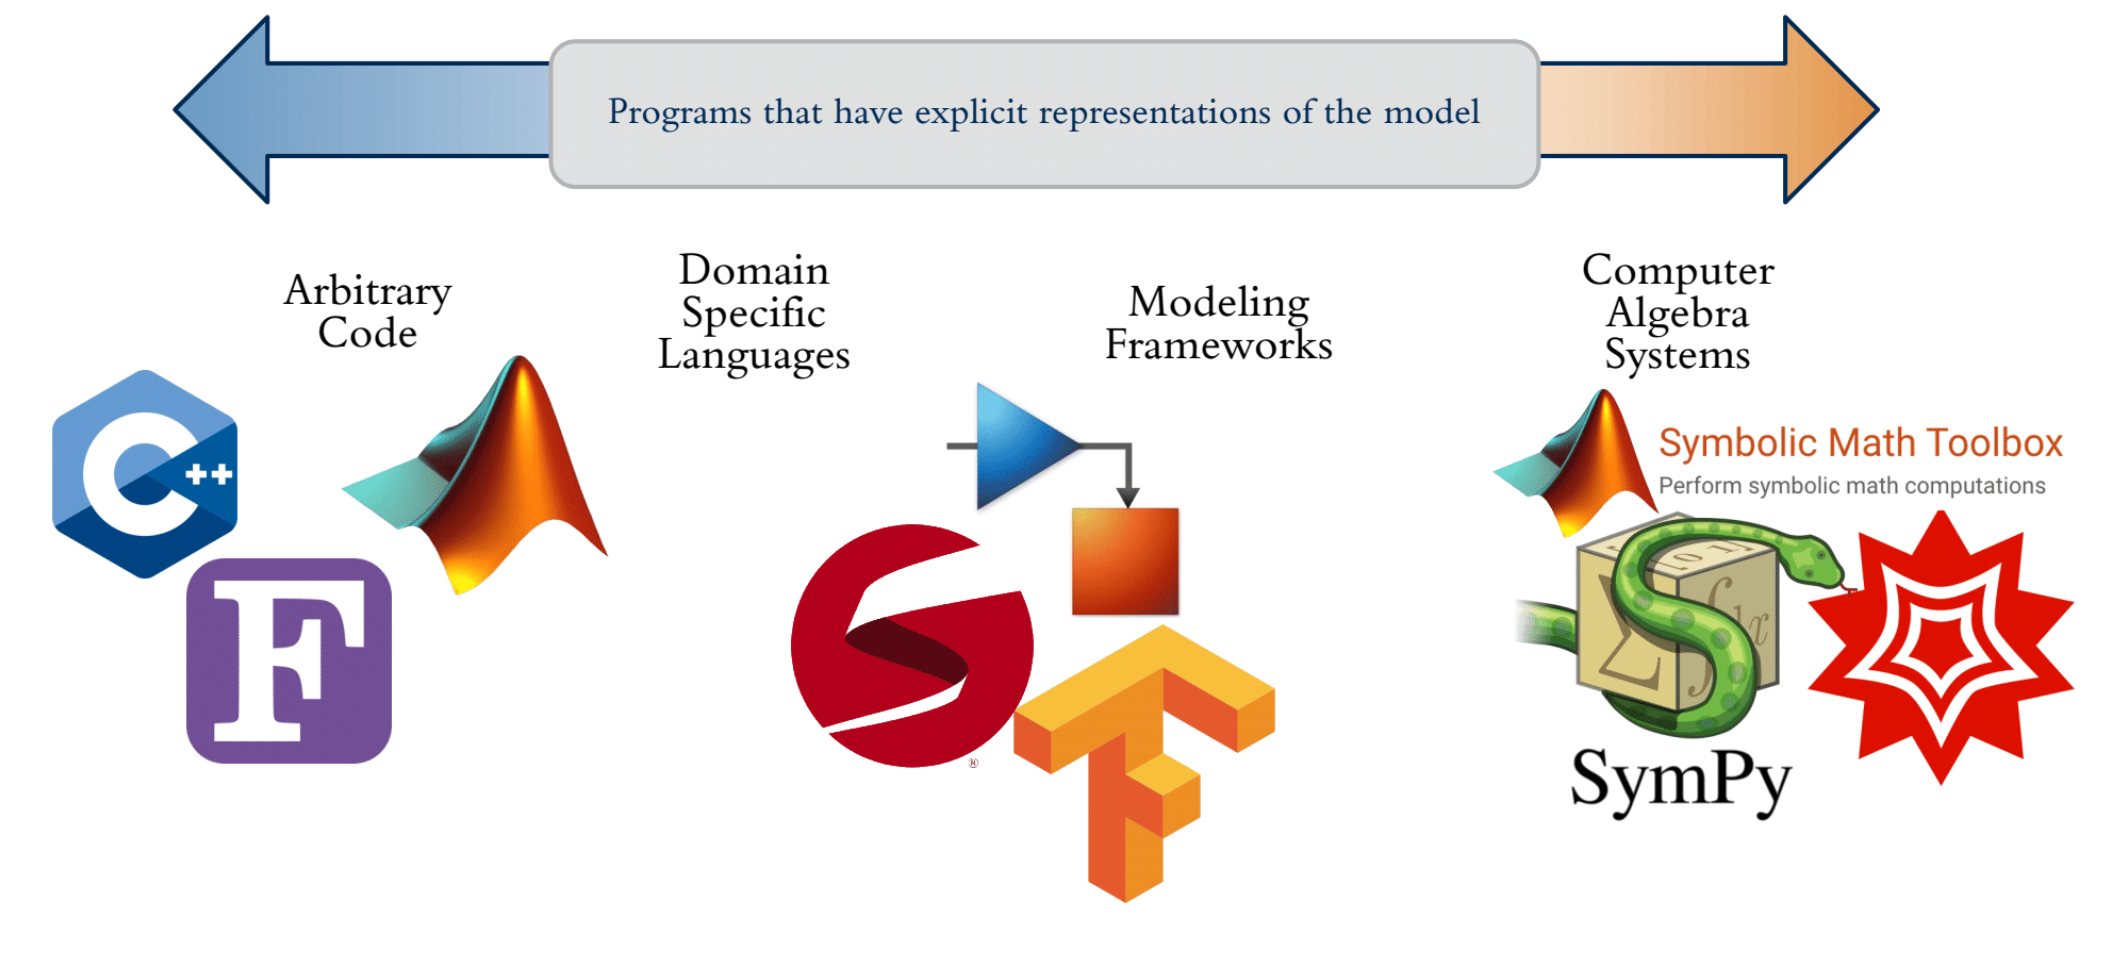 Programs that have explicit representations of the model
Arbitrary
Code
Domain
Specific
Languages
Modeling
Frameworks
Computer
Algebra
Systems
C++
F
Symbolic Math Toolbox
Perform symbolic math computations
®
SymPy